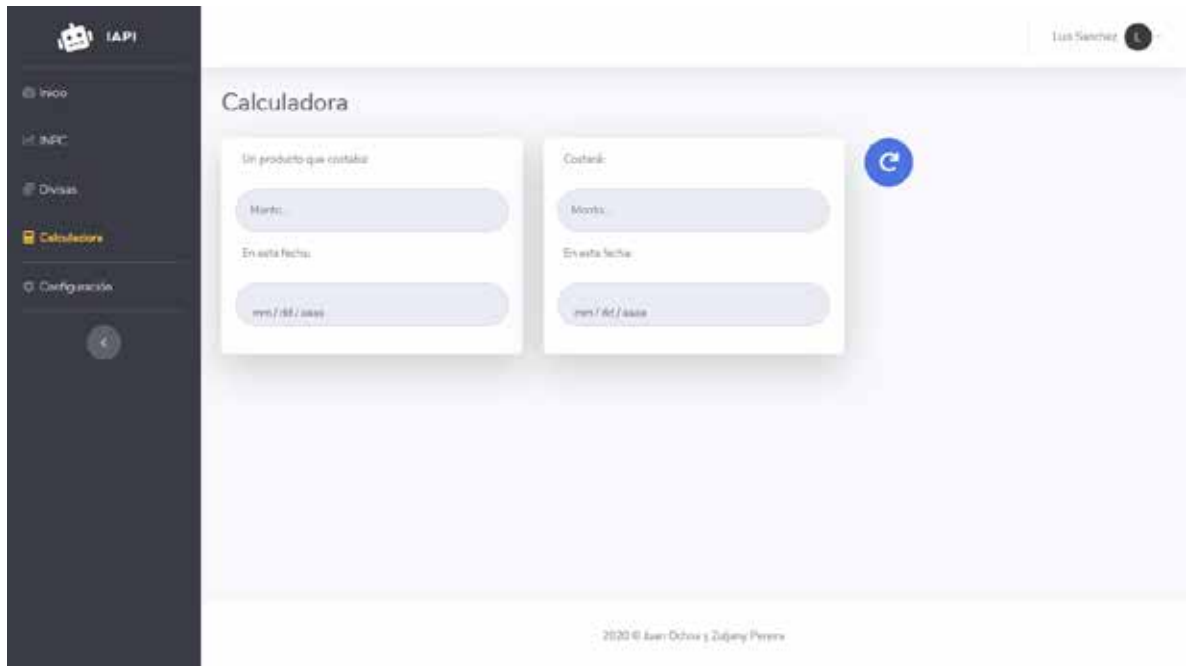 IAPI
Luis Sanchez L
Inicio
INPC
Divisas
Calculadora
Configuración
Calculadora
Un producto que costaba:
Monto...
En esta fecha:
mm / dd / aaaa
Costará:
Monto...
En esta fecha:
mm / dd / aaaa
2020 © Juan Ochoa y Zuljany Pereira